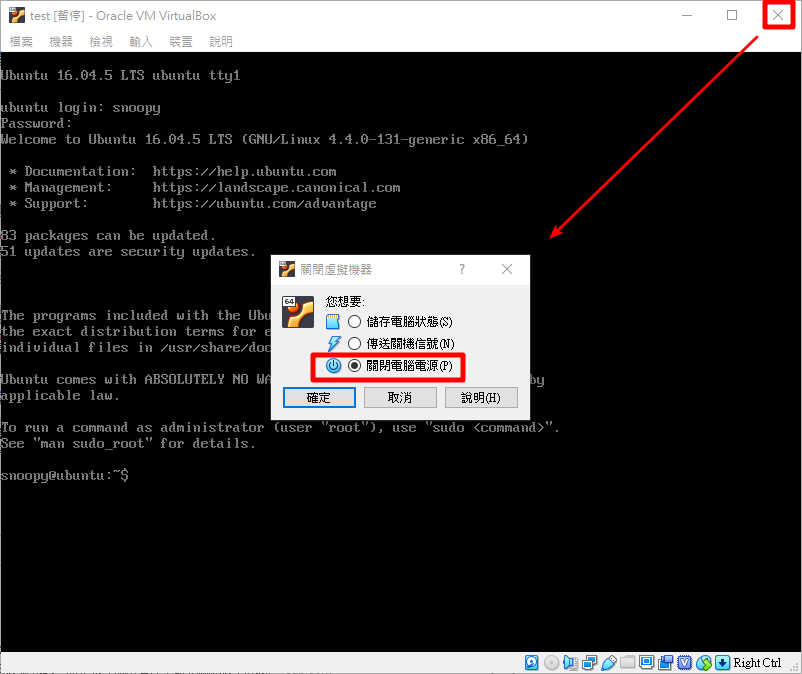 test [暫停] - Oracle VM VirtualBox
檔案 機器 檢視 輸入 裝置 說明
Ubuntu 16.04.5 LTS ubuntu tty1
ubuntu login: snoopy
Password:
Welcome to Ubuntu 16.04.5 LTS (GNU/Linux 4.4.0-131-generic x86_64)
* Documentation: https://help.ubuntu.com
* Management: https://landscape.canonical.com
* Support: https://ubuntu.com/advantage
83 packages can be updated.
51 updates are security updates.
The programs included with the Ubu
the exact distribution terms for e
individual files in /usr/share/doc
Ubuntu comes with ABSOLUTELY NO WA by
applicable law.
To run a command as administrator (user "root"), use "sudo <command>".
See "man sudo_root" for details.
snoopy@ubuntu:~$
關閉虛擬機器 ?
64
您想要:
儲存電腦狀態(S)
傳送關機信號(N)
關閉電腦電源(P)
確定 取消 說明(H)
Right Ctrl